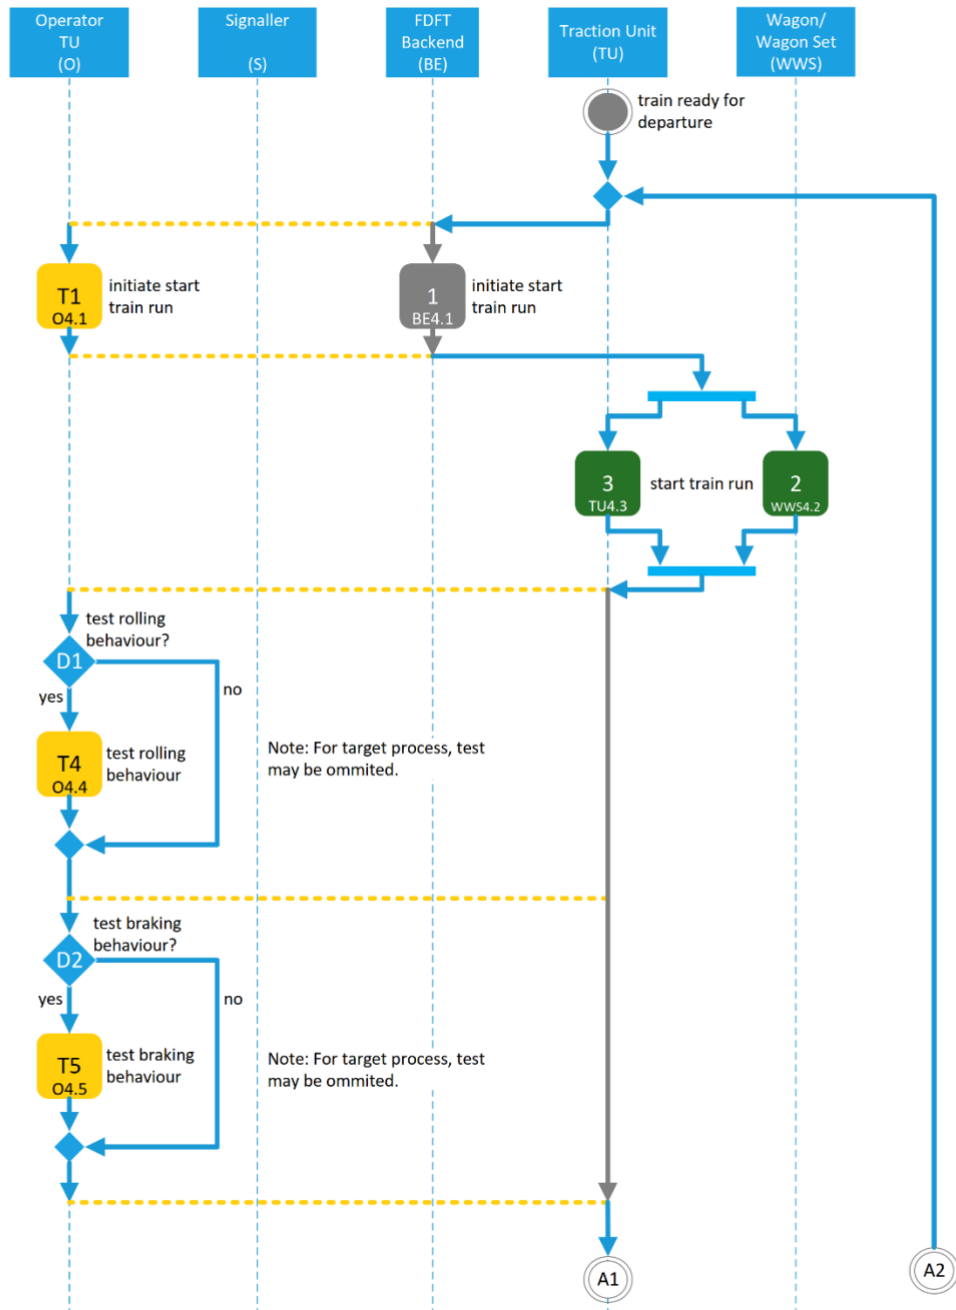 Operator
TU
(O)
Signaller
(S)
FDFT
Backend
(BE)
Traction Unit
(TU)
Wagon/
Wagon Set
(WWS)
train ready for
departure
T1
O4.1
initiate start
train run
1
BE4.1
initiate start
train run
3
TU4.3
start train run
2
WWS4.2
test rolling
behaviour?
D1
yes
no
T4
O4.4
test rolling
behaviour
Note: For target process, test
may be ommited.
test braking
behaviour?
D2
yes
no
T5
O4.5
test braking
behaviour
Note: For target process, test
may be ommited.
A1
A2